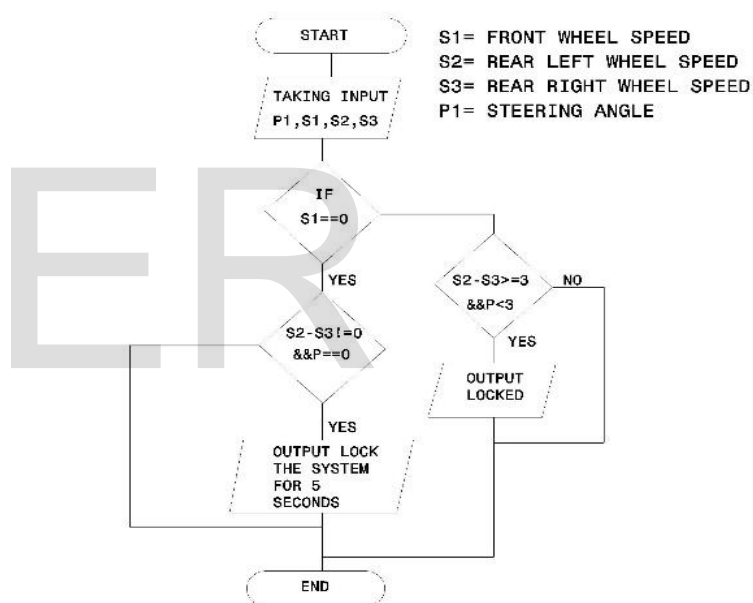 START
S1= FRONT WHEEL SPEED
S2= REAR LEFT WHEEL SPEED
S3= REAR RIGHT WHEEL SPEED
P1= STEERING ANGLE
TAKING INPUT
P1,S1,S2,S3
IF
S1==0
YES
S2-S3>=3
&&P<3
NO
YES
OUTPUT
LOCKED
S2-S3!=0
&&P==0
YES
OUTPUT LOCK
THE SYSTEM
FOR 5
SECONDS
END
ER